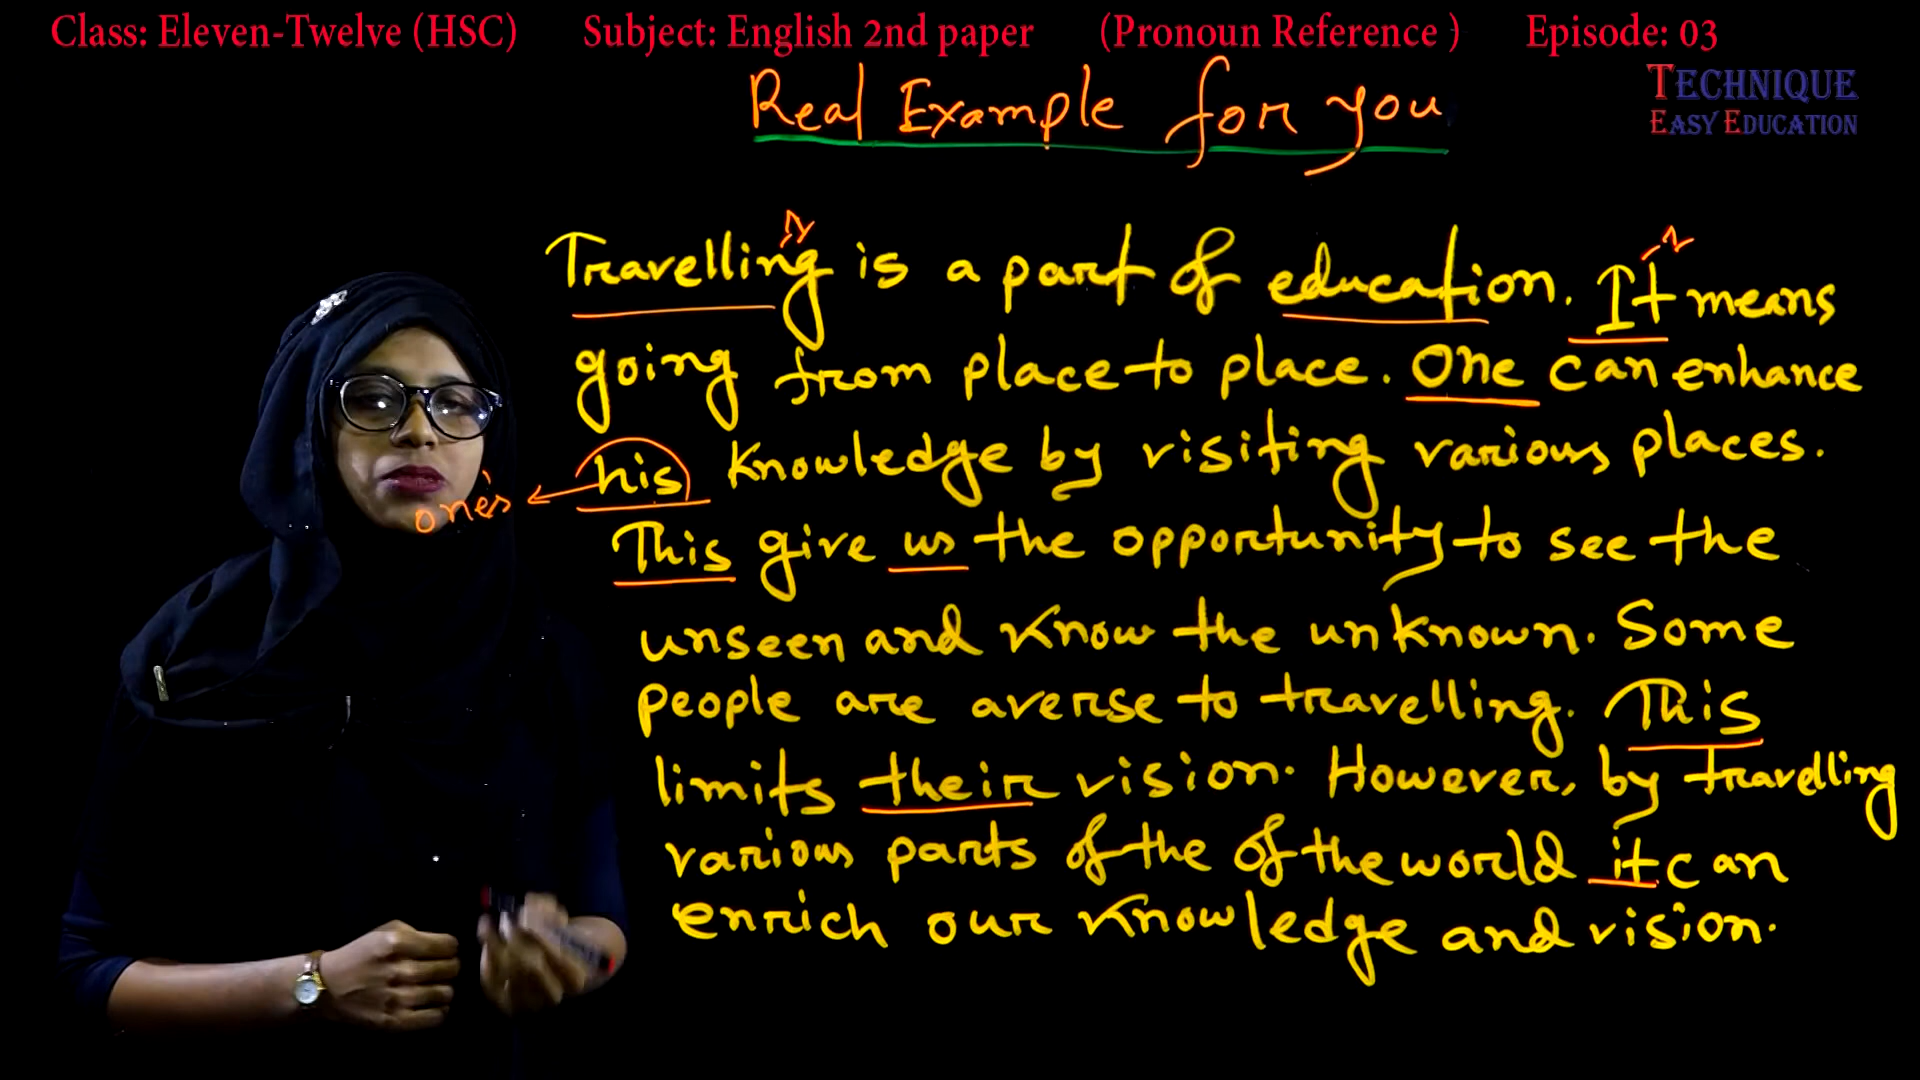 Class: Eleven-Twelve (HSC) Subject: English 2nd paper (Pronoun Reference ) Episode: 03
TECHNIQUE
EASY EDUCATION
Real Example for you
Travelling is a part of education. It means
going from place to place. One can enhance
his knowledge by visiting various places.
one's
This give us the opportunity to see the
unseen and know the unknown. Some
people are averse to travelling. This
limits their vision. However, by travelling
various parts of the of the world it can
enrich our knowledge and vision.